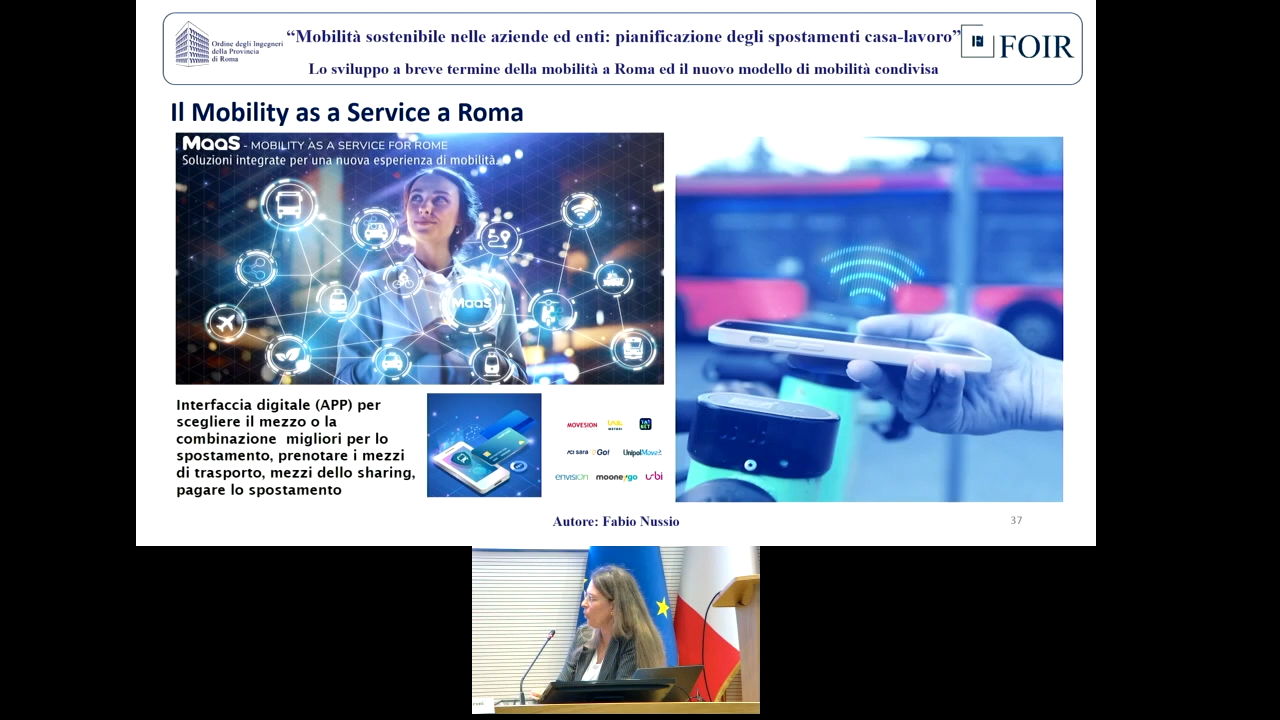 “Mobilità sostenibile nelle aziende ed enti: pianificazione degli spostamenti casa-lavoro”
Ordine degli Ingegneri
della Provincia
di Roma
FOIR
Lo sviluppo a breve termine della mobilità a Roma ed il nuovo modello di mobilità condivisa
Il Mobility as a Service a Roma
MaaS - MOBILITY AS A SERVICE FOR ROME
Soluzioni integrate per una nuova esperienza di mobilità.
MaaS
Interfaccia digitale (APP) per
scegliere il mezzo o la
combinazione migliori per lo
spostamento, prenotare i mezzi
di trasporto, mezzi dello sharing,
pagare lo spostamento
MOVESION
ACI sara Go!
UnipolMove
envision mooneygo urbi
Autore: Fabio Nussio
37